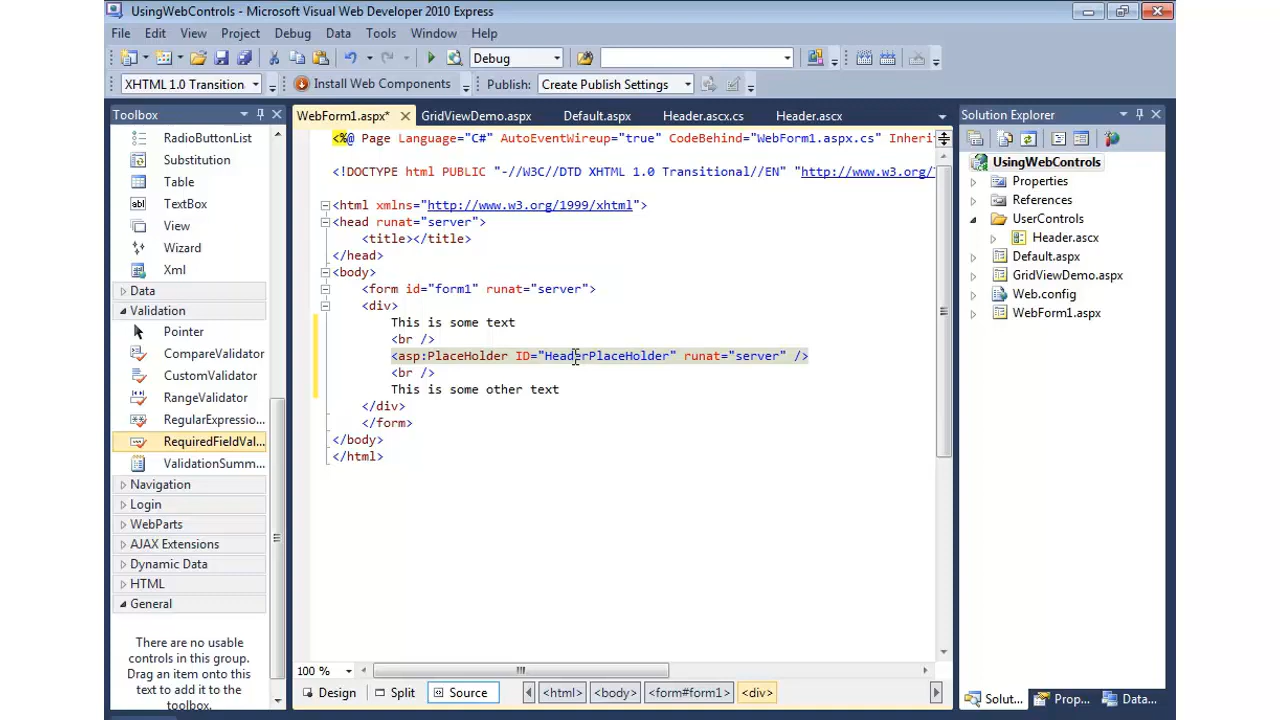 UsingWebControls - Microsoft Visual Web Developer 2010 Express
File Edit View Project Debug Data Tools Window Help
Debug
XHTML 1.0 Transition Install Web Components Publish: Create Publish Settings
Toolbox
RadioButtonList
Substitution
Table
abl TextBox
View
Wizard
Xml
Data
Validation
Pointer
CompareValidator
CustomValidator
RangeValidator
RegularExpressio...
RequiredFieldVal...
ValidationSumm...
Navigation
Login
WebParts
AJAX Extensions
Dynamic Data
HTML
General
There are no usable
controls in this group.
Drag an item onto this
text to add it to the
toolbox.
WebForm1.aspx* GridViewDemo.aspx Default.aspx Header.ascx.cs Header.ascx
<%@ Page Language="C#" AutoEventWireup="true" CodeBehind="WebForm1.aspx.cs" Inheri
<!DOCTYPE html PUBLIC "-//W3C//DTD XHTML 1.0 Transitional//EN" "http://www.w3.org/
<html xmlns="http://www.w3.org/1999/xhtml">
<head runat="server">
<title></title>
</head>
<body>
<form id="form1" runat="server">
<div>
This is some text
<br />
<asp:PlaceHolder ID="HeaderPlaceHolder" runat="server" />
<br />
This is some other text
</div>
</form>
</body>
</html>
100 %
Design Split Source <html> <body> <form#form1> <div>
Solution Explorer
UsingWebControls
Properties
References
UserControls
Header.ascx
Default.aspx
GridViewDemo.aspx
Web.config
WebForm1.aspx
Solut... Prop... Data...